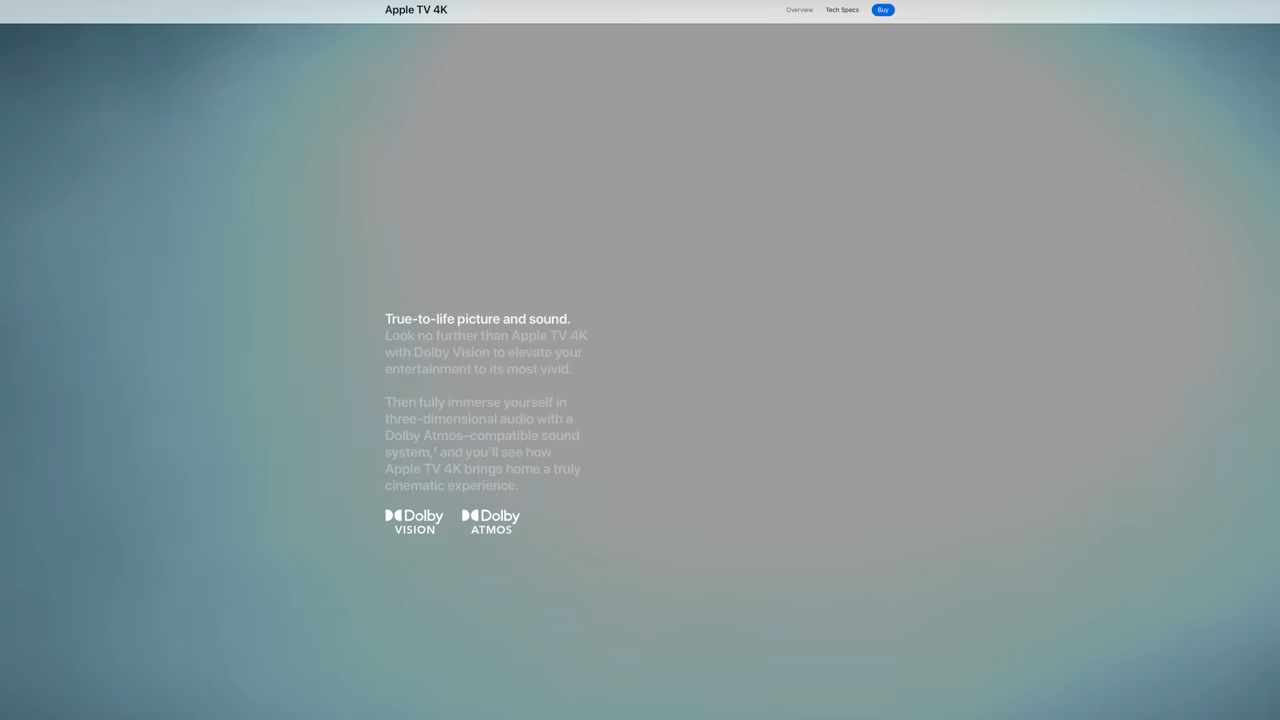 Apple TV 4K
Overview
Tech Specs
Buy
True-to-life picture and sound.
Look no further than Apple TV 4K
with Dolby Vision to elevate your
entertainment to its most vivid.
Then fully immerse yourself in
three-dimensional audio with a
Dolby Atmos–compatible sound
system,¹ and you’ll see how
Apple TV 4K brings home a truly
cinematic experience.
Dolby
VISION
Dolby
ATMOS